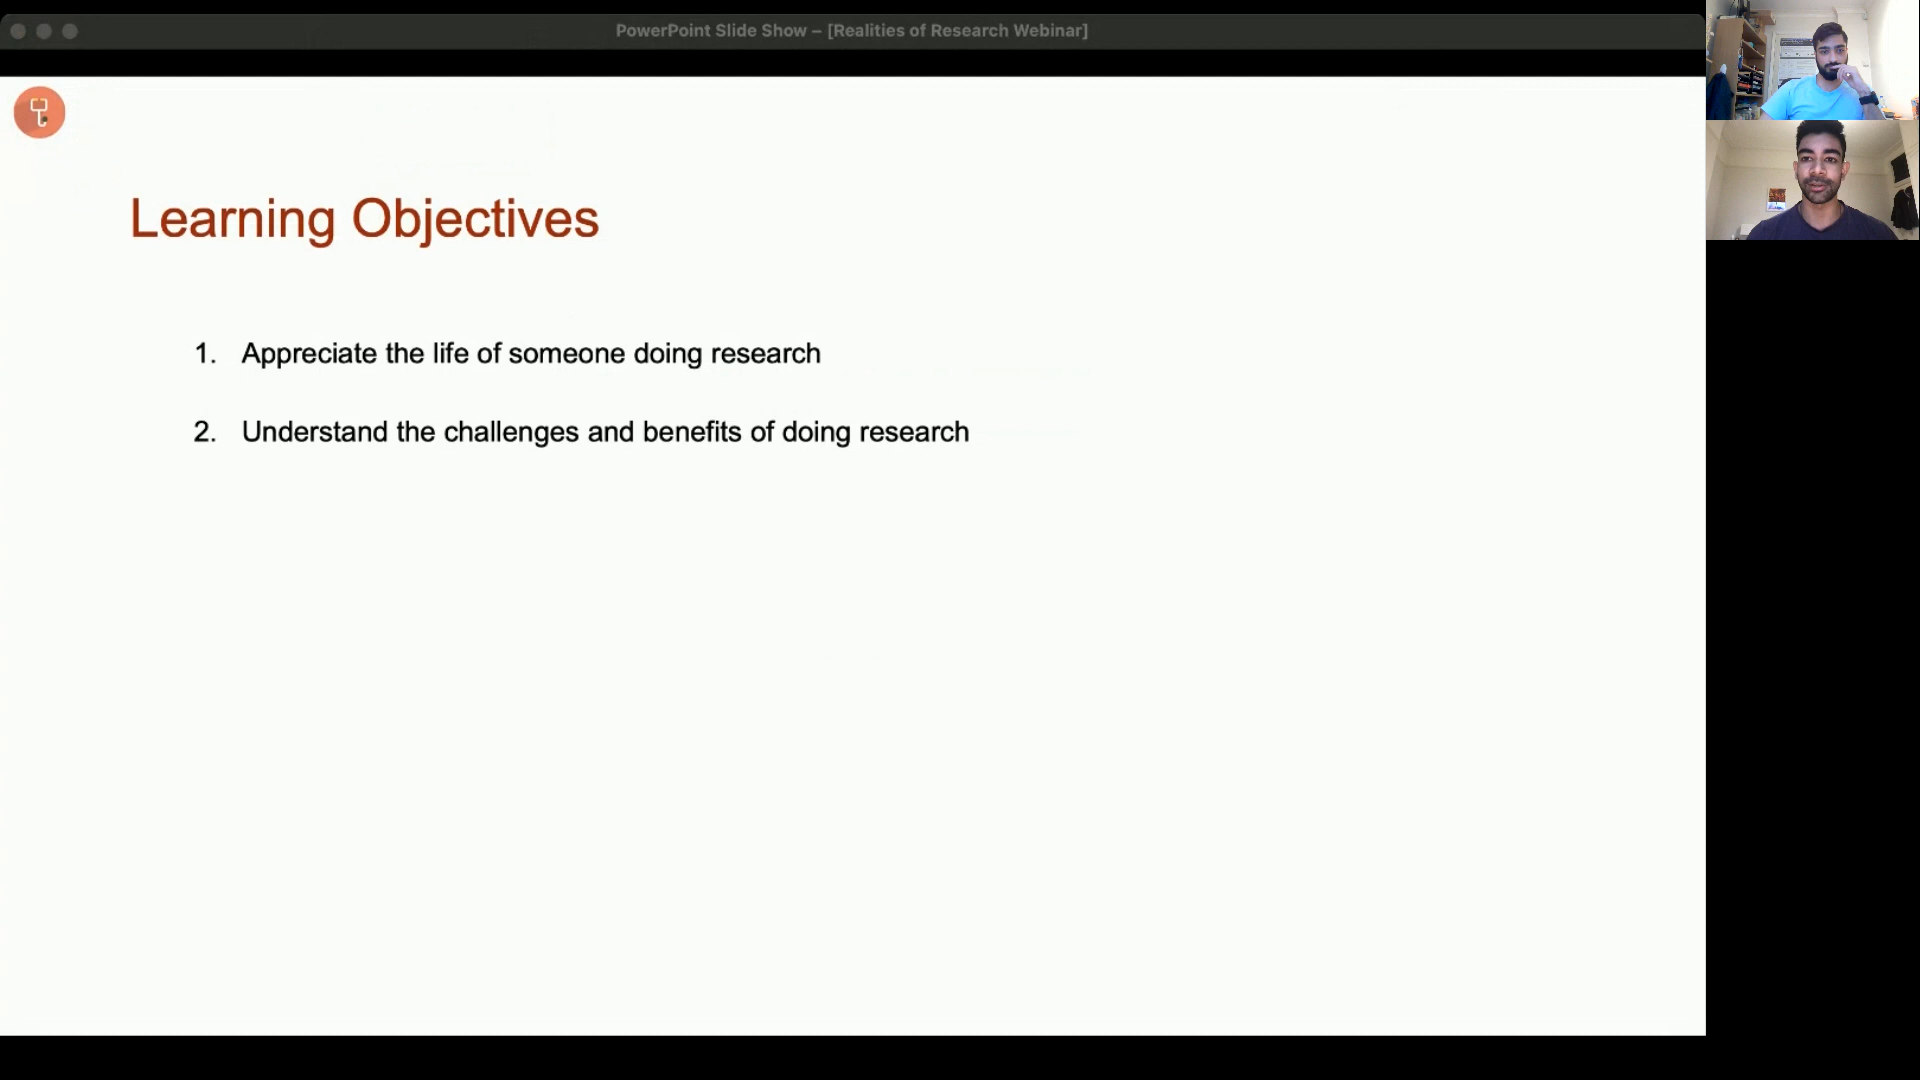 PowerPoint Slide Show – [Realities of Research Webinar]
Learning Objectives
1. Appreciate the life of someone doing research
2. Understand the challenges and benefits of doing research